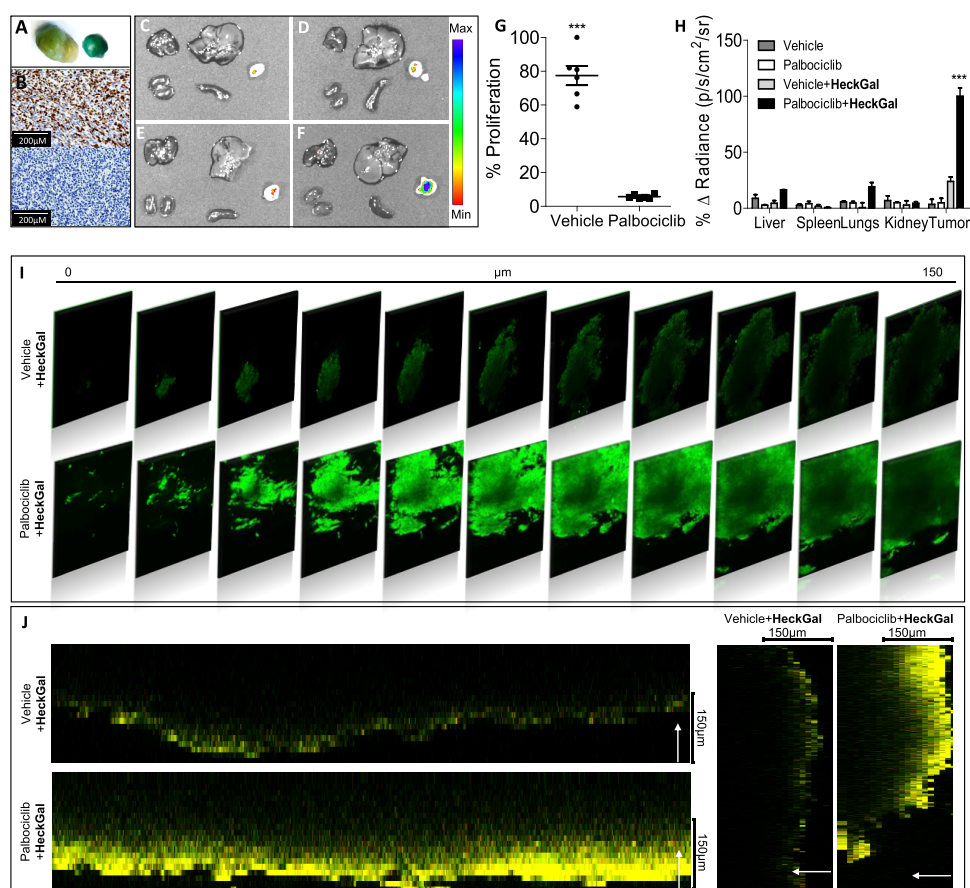 A
B
200µM
200µM
C
D
E
F
Max
Min
G
% Proliferation
100
80
60
40
20
0
***
Vehicle Palbociclib
H
% Δ Radiance (p/s/cm²/sr)
150
100
50
0
Vehicle
Palbociclib
Vehicle+HeckGal
Palbociclib+HeckGal
***
Liver Spleen Lungs Kidney Tumor
I
0 µm 150
Vehicle
+HeckGal
Palbociclib
+HeckGal
J
Vehicle
+HeckGal
150µm
Palbociclib
+HeckGal
150µm
Vehicle+HeckGal
150µm
Palbociclib+HeckGal
150µm